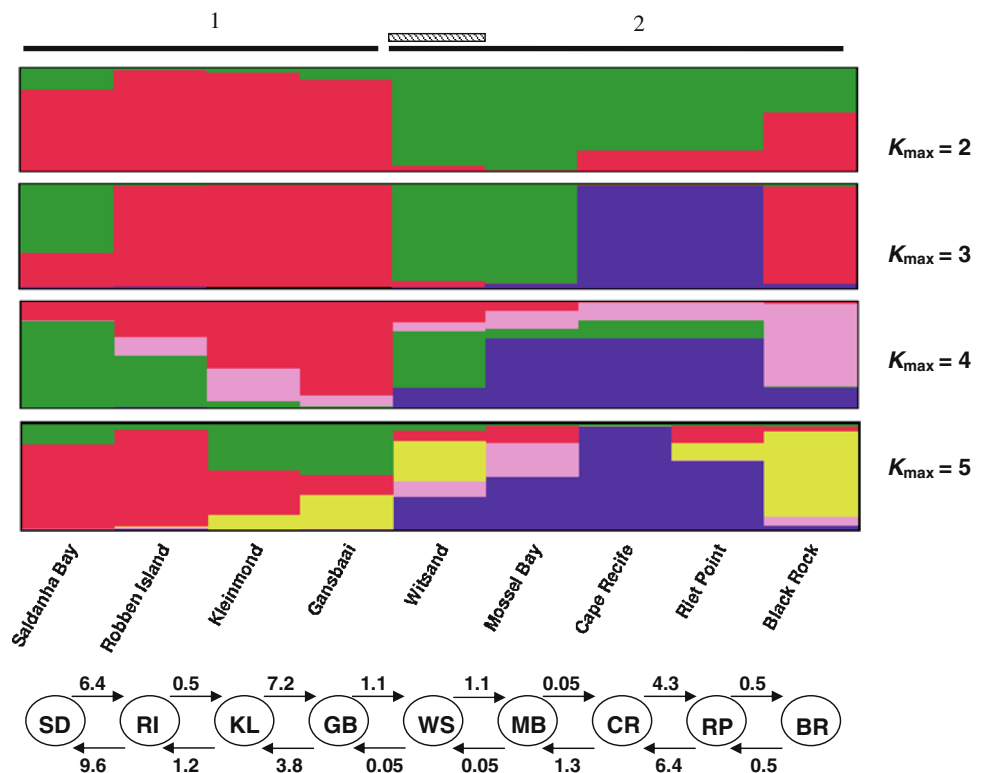 1 2
Kmax = 2
Kmax = 3
Kmax = 4
Kmax = 5
Saldanha Bay
Robben Island
Kleinmond
Gansbaai
Witsand
Mossel Bay
Cape Recife
Riet Point
Black Rock
6.4 0.5 7.2 1.1 1.1 0.05 4.3 0.5
SD RI KL GB WS MB CR RP BR
9.6 1.2 3.8 0.05 0.05 1.3 6.4 0.5